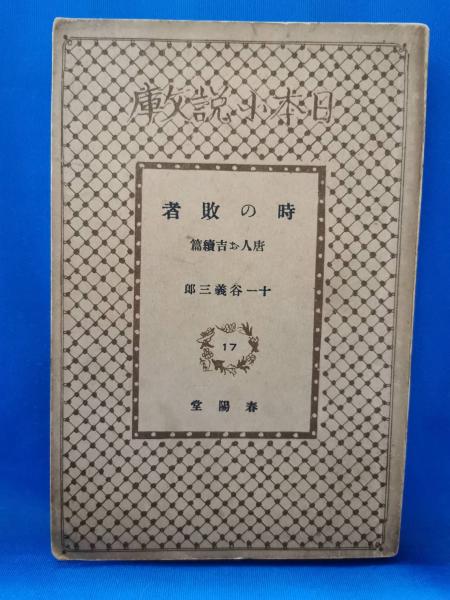 日本小説文庫
時の敗者
唐人お吉續篇
十一谷義三郎
17
春陽堂